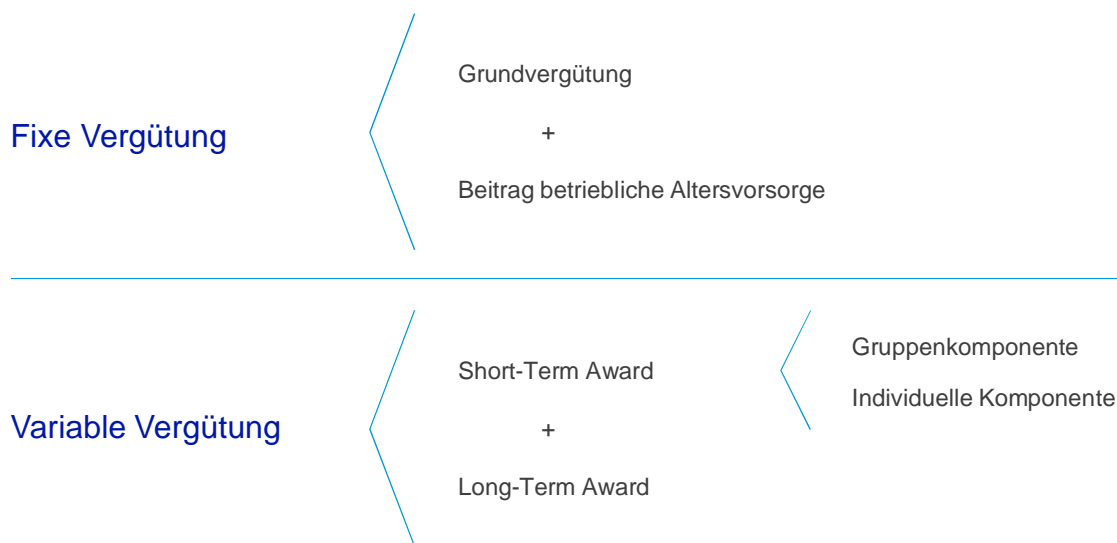 Fixe Vergütung
Grundvergütung
+
Beitrag betriebliche Altersvorsorge
Variable Vergütung
Short-Term Award
+
Long-Term Award
Gruppenkomponente
Individuelle Komponente